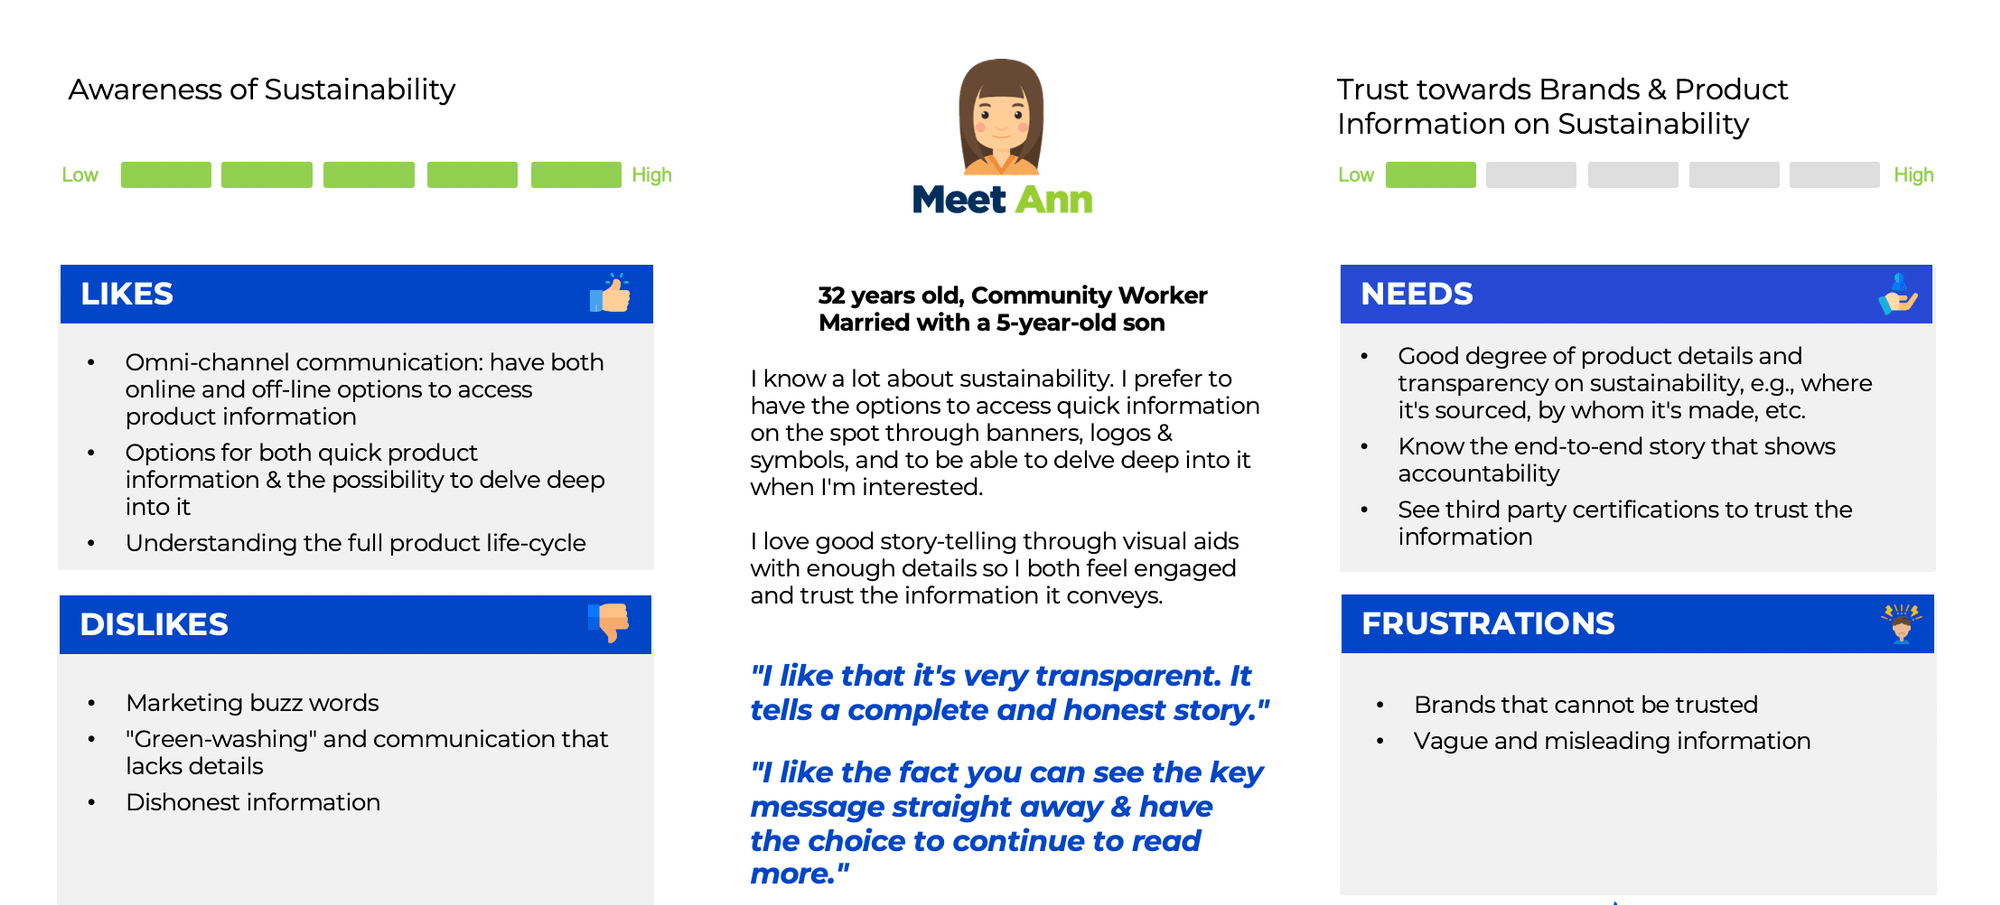 Awareness of Sustainability
Low
High
Meet Ann
Trust towards Brands & Product
Information on Sustainability
Low
High
LIKES
• Omni-channel communication: have both
online and off-line options to access
product information
• Options for both quick product
information & the possibility to delve deep
into it
• Understanding the full product life-cycle
DISLIKES
• Marketing buzz words
• "Green-washing" and communication that
lacks details
• Dishonest information
32 years old, Community Worker
Married with a 5-year-old son
I know a lot about sustainability. I prefer to
have the options to access quick information
on the spot through banners, logos &
symbols, and to be able to delve deep into it
when I'm interested.
I love good story-telling through visual aids
with enough details so I both feel engaged
and trust the information it conveys.
"I like that it's very transparent. It
tells a complete and honest story."
"I like the fact you can see the key
message straight away & have
the choice to continue to read
more."
NEEDS
• Good degree of product details and
transparency on sustainability, e.g., where
it's sourced, by whom it's made, etc.
• Know the end-to-end story that shows
accountability
• See third party certifications to trust the
information
FRUSTRATIONS
• Brands that cannot be trusted
• Vague and misleading information